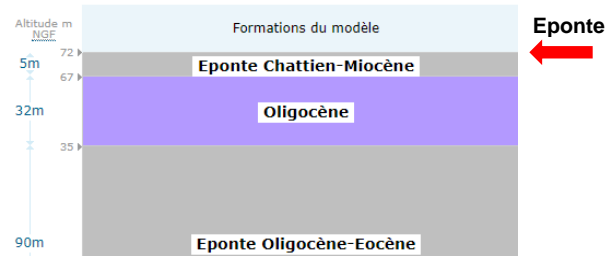 Altitude m
NGF
Formations du modèle
Eponte
72
5m
Eponte Chattien-Miocène
67
32m
Oligocène
35
90m
Eponte Oligocène-Eocène